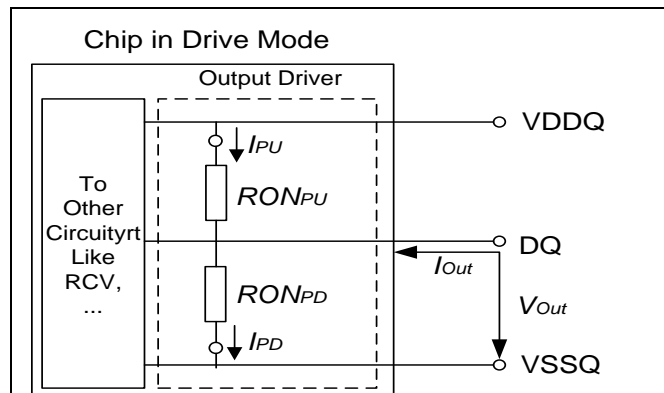 Chip in Drive Mode
Output Driver
To
Other
Circuityrt
Like
RCV,
...
IPU
RONPU
RONPD
IPD
VDDQ
DQ
IOut
VOut
VSSQ